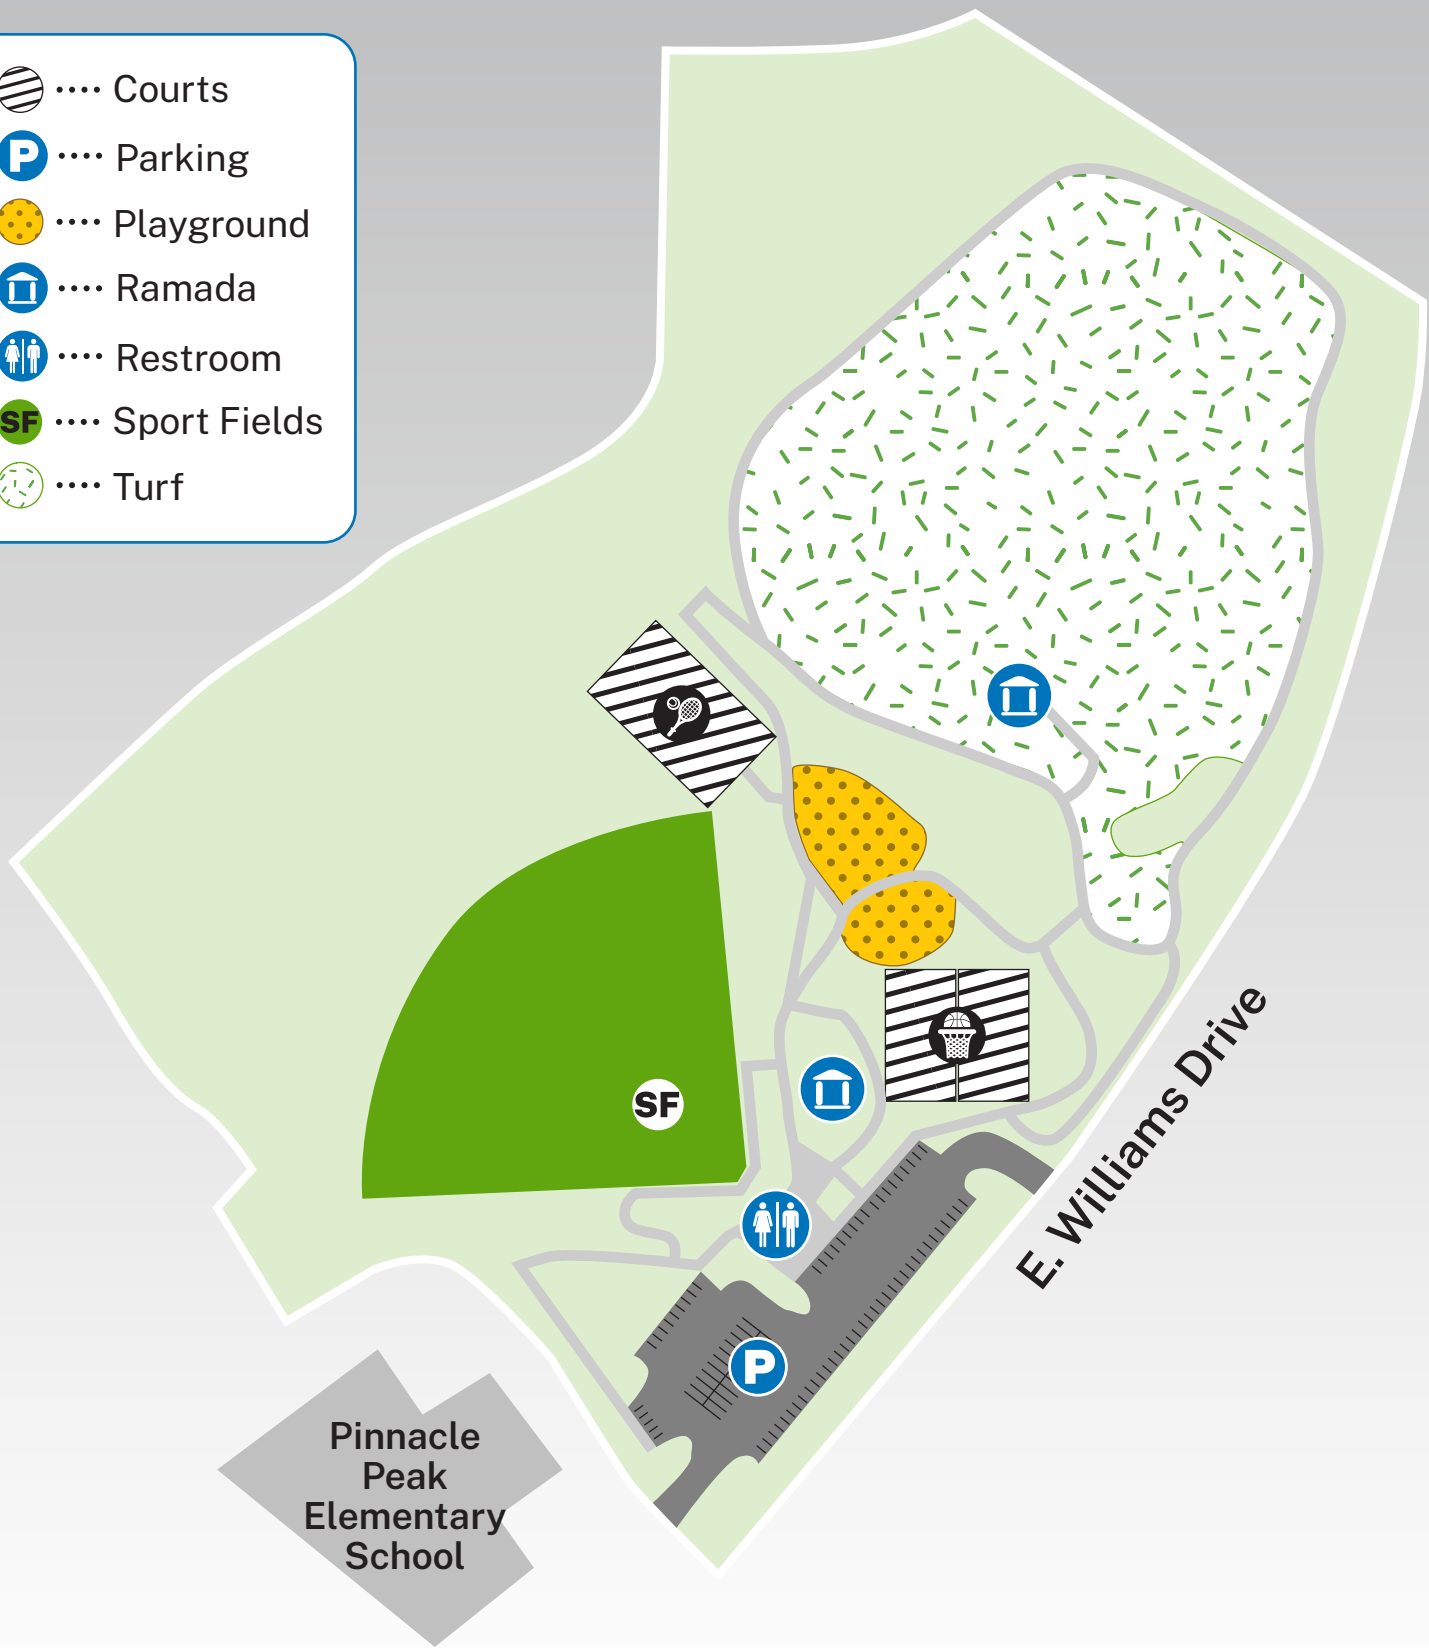 Courts
P Parking
Playground
Ramada
Restroom
SF Sport Fields
Turf
SF
P
E. Williams Drive
Pinnacle
Peak
Elementary
School